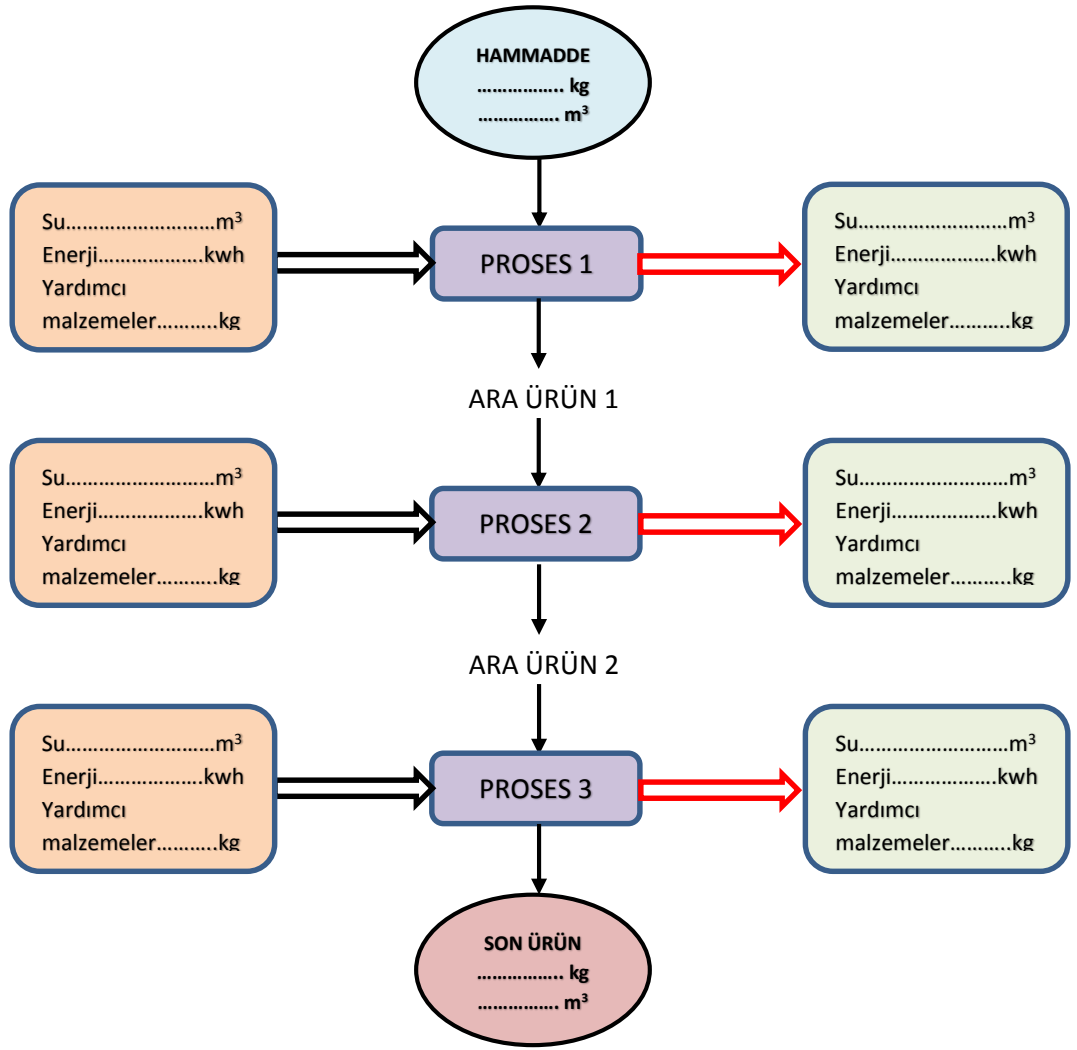 HAMMADDE
…………….. kg
……………. m³
Su………………………m³
Enerji……………….kwh
Yardımcı
malzemeler………..kg
PROSES 1
Su………………………m³
Enerji……………….kwh
Yardımcı
malzemeler………..kg
ARA ÜRÜN 1
Su………………………m³
Enerji……………….kwh
Yardımcı
malzemeler………..kg
PROSES 2
Su………………………m³
Enerji……………….kwh
Yardımcı
malzemeler………..kg
ARA ÜRÜN 2
Su………………………m³
Enerji……………….kwh
Yardımcı
malzemeler………..kg
PROSES 3
Su………………………m³
Enerji……………….kwh
Yardımcı
malzemeler………..kg
SON ÜRÜN
…………….. kg
……………. m³